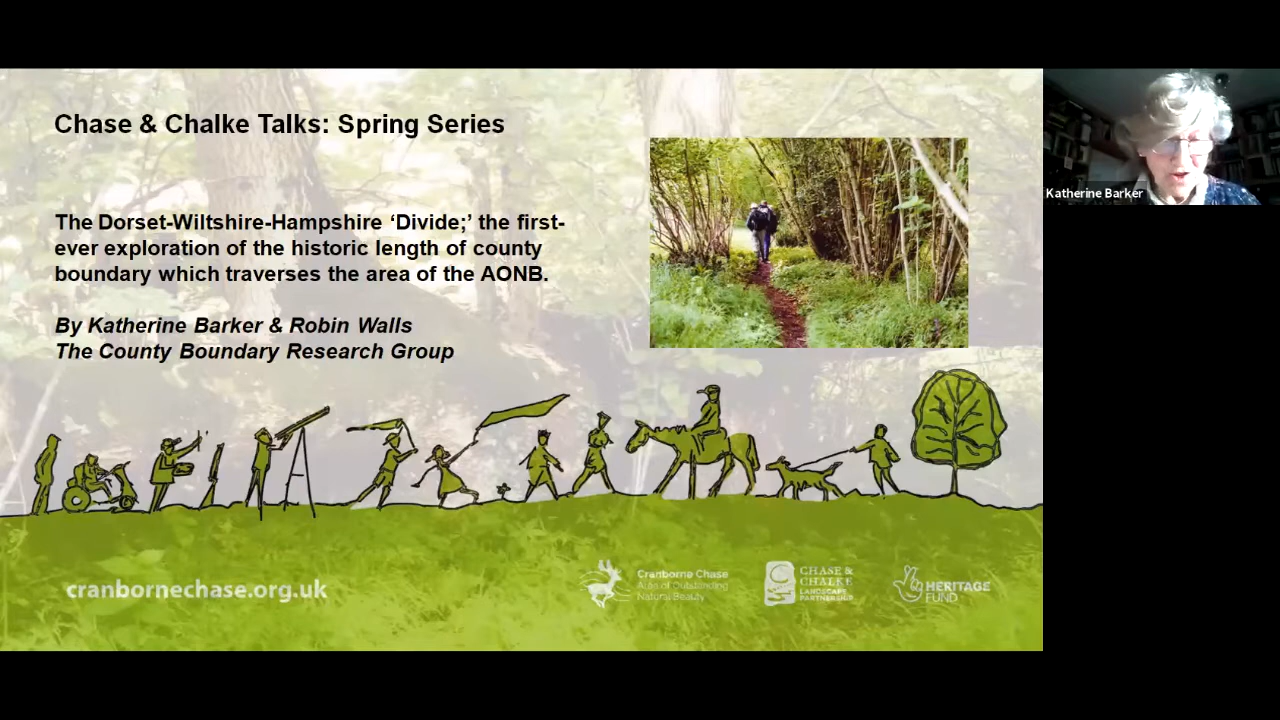 Chase & Chalke Talks: Spring Series
The Dorset-Wiltshire-Hampshire ‘Divide;’ the first-
ever exploration of the historic length of county
boundary which traverses the area of the AONB.
By Katherine Barker & Robin Walls
The County Boundary Research Group
cranbornechase.org.uk
Cranborne Chase
Area of Outstanding
Natural Beauty
CHASE &
CHALKE
LANDSCAPE
PARTNERSHIP
HERITAGE
FUND
Katherine Barker